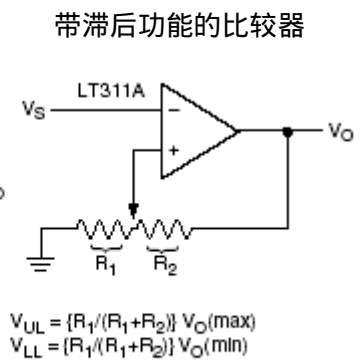 带滞后功能的比较器
LT311A
VS
−
+
VO
R1
R2
VUL = {R1/(R1+R2)} VO(max)
VLL = {R1/(R1+R2)} VO(min)